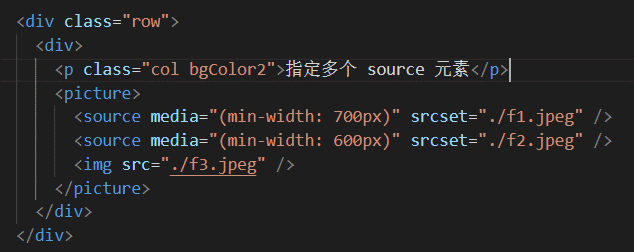 <div class="row">
<div>
<p class="col bgColor2">指定多个 source 元素</p>
<picture>
<source media="(min-width: 700px)" srcset="./f1.jpeg" />
<source media="(min-width: 600px)" srcset="./f2.jpeg" />
<img src="./f3.jpeg" />
</picture>
</div>
</div>